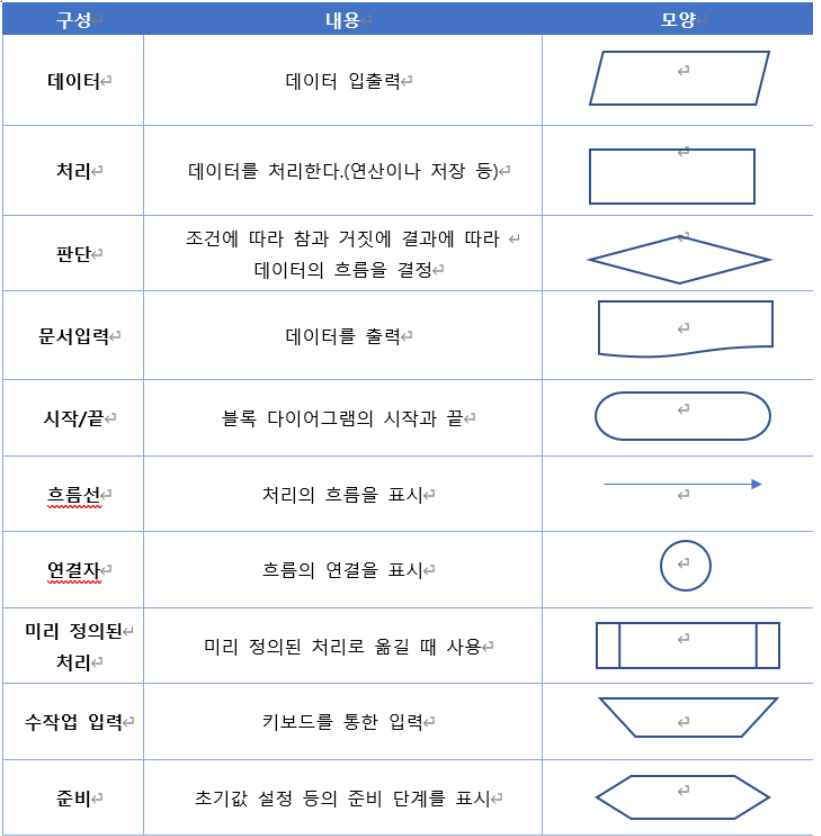 구성 내용 모양
데이터 데이터 입출력
처리 데이터를 처리한다.(연산이나 저장 등)
판단 조건에 따라 참과 거짓에 결과에 따라
데이터의 흐름을 결정
문서입력 데이터를 출력
시작/끝 블록 다이어그램의 시작과 끝
흐름선 처리의 흐름을 표시
연결자 흐름의 연결을 표시
미리 정의된
처리 미리 정의된 처리로 옮길 때 사용
수작업 입력 키보드를 통한 입력
준비 초기값 설정 등의 준비 단계를 표시